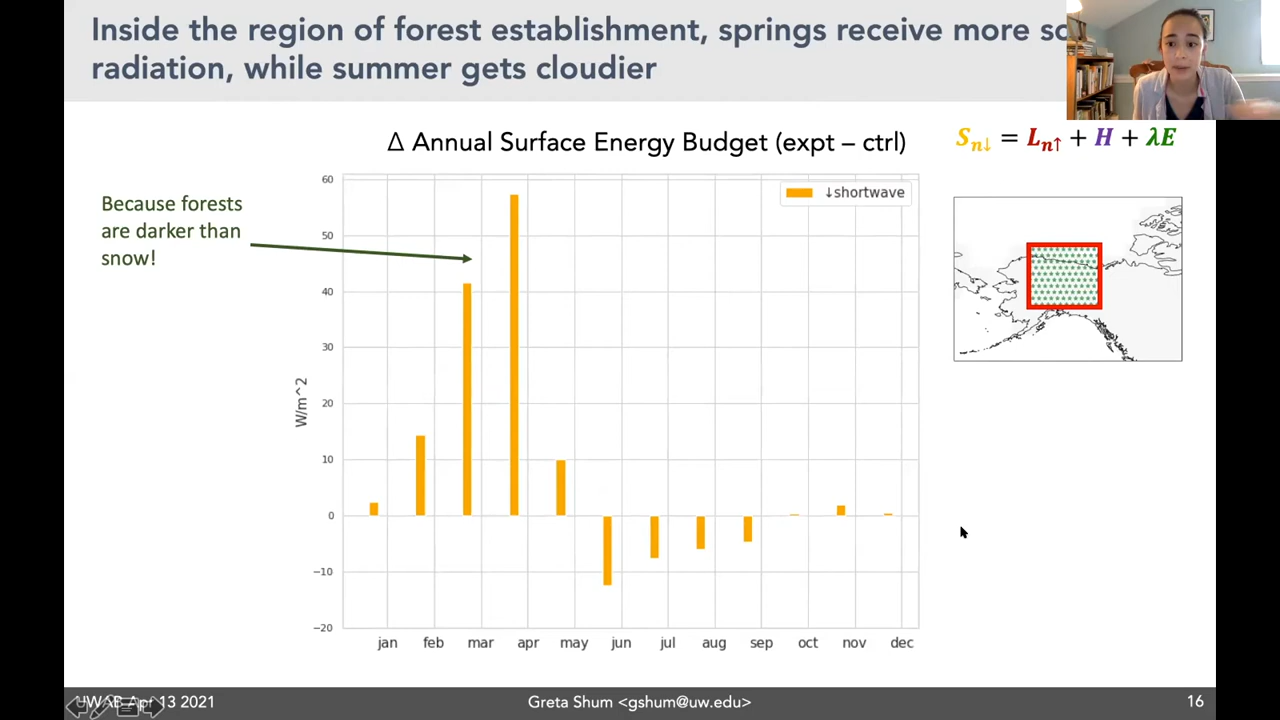 Inside the region of forest establishment, springs receive more
radiation, while summer gets cloudier
Δ Annual Surface Energy Budget (expt – ctrl)
Sn↓ = Ln↑ + H + λE
Because forests
are darker than
snow!
↓shortwave
60
50
40
30
20
10
0
−10
−20
W/m^2
jan feb mar apr may jun jul aug sep oct nov dec
UWAB Apr 13 2021
Greta Shum <gshum@uw.edu>
16